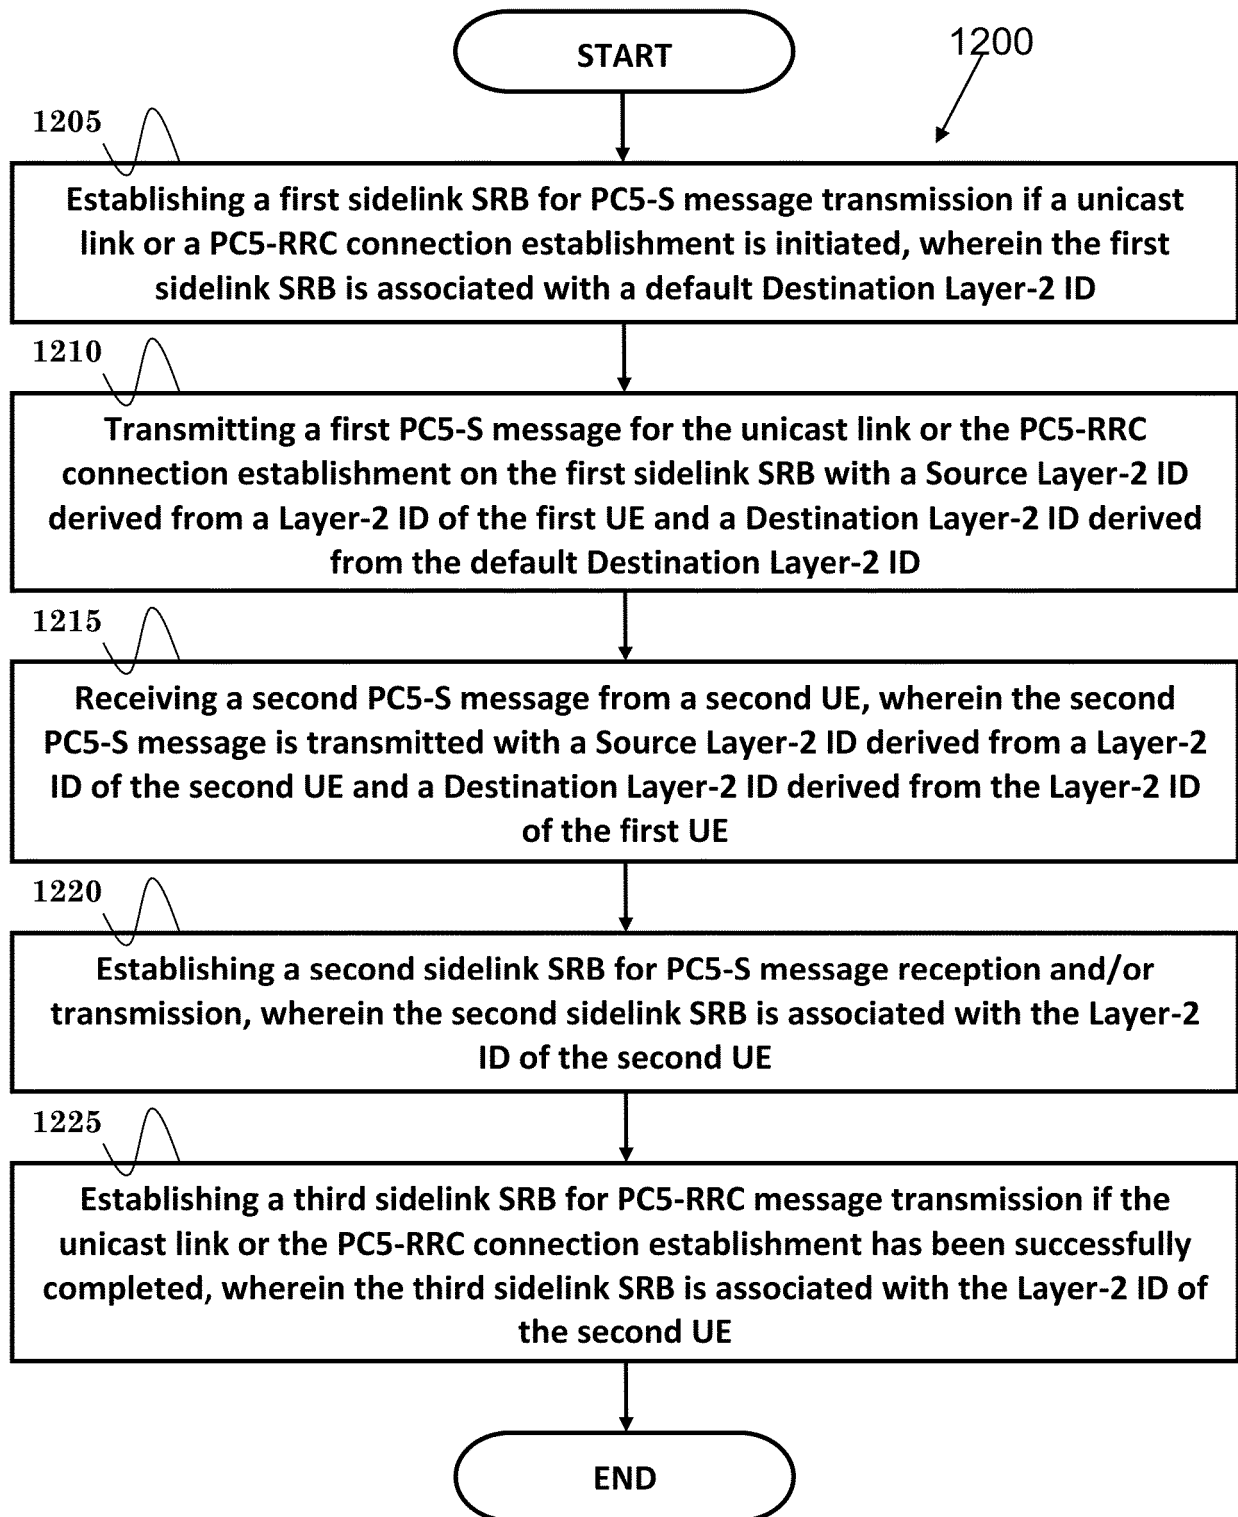 START
1200
1205
Establishing a first sidelink SRB for PC5-S message transmission if a unicast
link or a PC5-RRC connection establishment is initiated, wherein the first
sidelink SRB is associated with a default Destination Layer-2 ID
1210
Transmitting a first PC5-S message for the unicast link or the PC5-RRC
connection establishment on the first sidelink SRB with a Source Layer-2 ID
derived from a Layer-2 ID of the first UE and a Destination Layer-2 ID derived
from the default Destination Layer-2 ID
1215
Receiving a second PC5-S message from a second UE, wherein the second
PC5-S message is transmitted with a Source Layer-2 ID derived from a Layer-2
ID of the second UE and a Destination Layer-2 ID derived from the Layer-2 ID
of the first UE
1220
Establishing a second sidelink SRB for PC5-S message reception and/or
transmission, wherein the second sidelink SRB is associated with the Layer-2
ID of the second UE
1225
Establishing a third sidelink SRB for PC5-RRC message transmission if the
unicast link or the PC5-RRC connection establishment has been successfully
completed, wherein the third sidelink SRB is associated with the Layer-2 ID of
the second UE
END